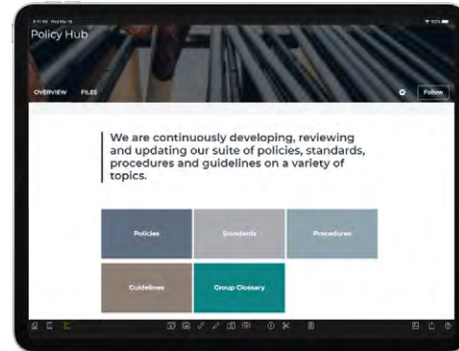 Policy Hub
OVERVIEW FILES
Follow
We are continuously developing, reviewing
and updating our suite of policies, standards,
procedures and guidelines on a variety of
topics.
Policies
Standards
Procedures
Guidelines
Group Glossary